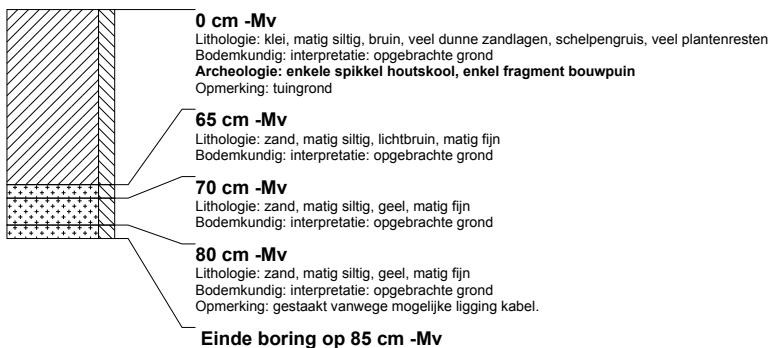 0 cm -Mv
Lithologie: klei, matig siltig, bruin, veel dunne zandlagen, schelpengruis, veel plantenresten
Bodemkundig: interpretatie: opgebrachte grond
Archeologie: enkele spikkel houtskool, enkel fragment bouwpuin
Opmerking: tuingrond
65 cm -Mv
Lithologie: zand, matig siltig, lichtbruin, matig fijn
Bodemkundig: interpretatie: opgebrachte grond
70 cm -Mv
Lithologie: zand, matig siltig, geel, matig fijn
Bodemkundig: interpretatie: opgebrachte grond
80 cm -Mv
Lithologie: zand, matig siltig, geel, matig fijn
Bodemkundig: interpretatie: opgebrachte grond
Opmerking: gestaakt vanwege mogelijke ligging kabel.
Einde boring op 85 cm -Mv